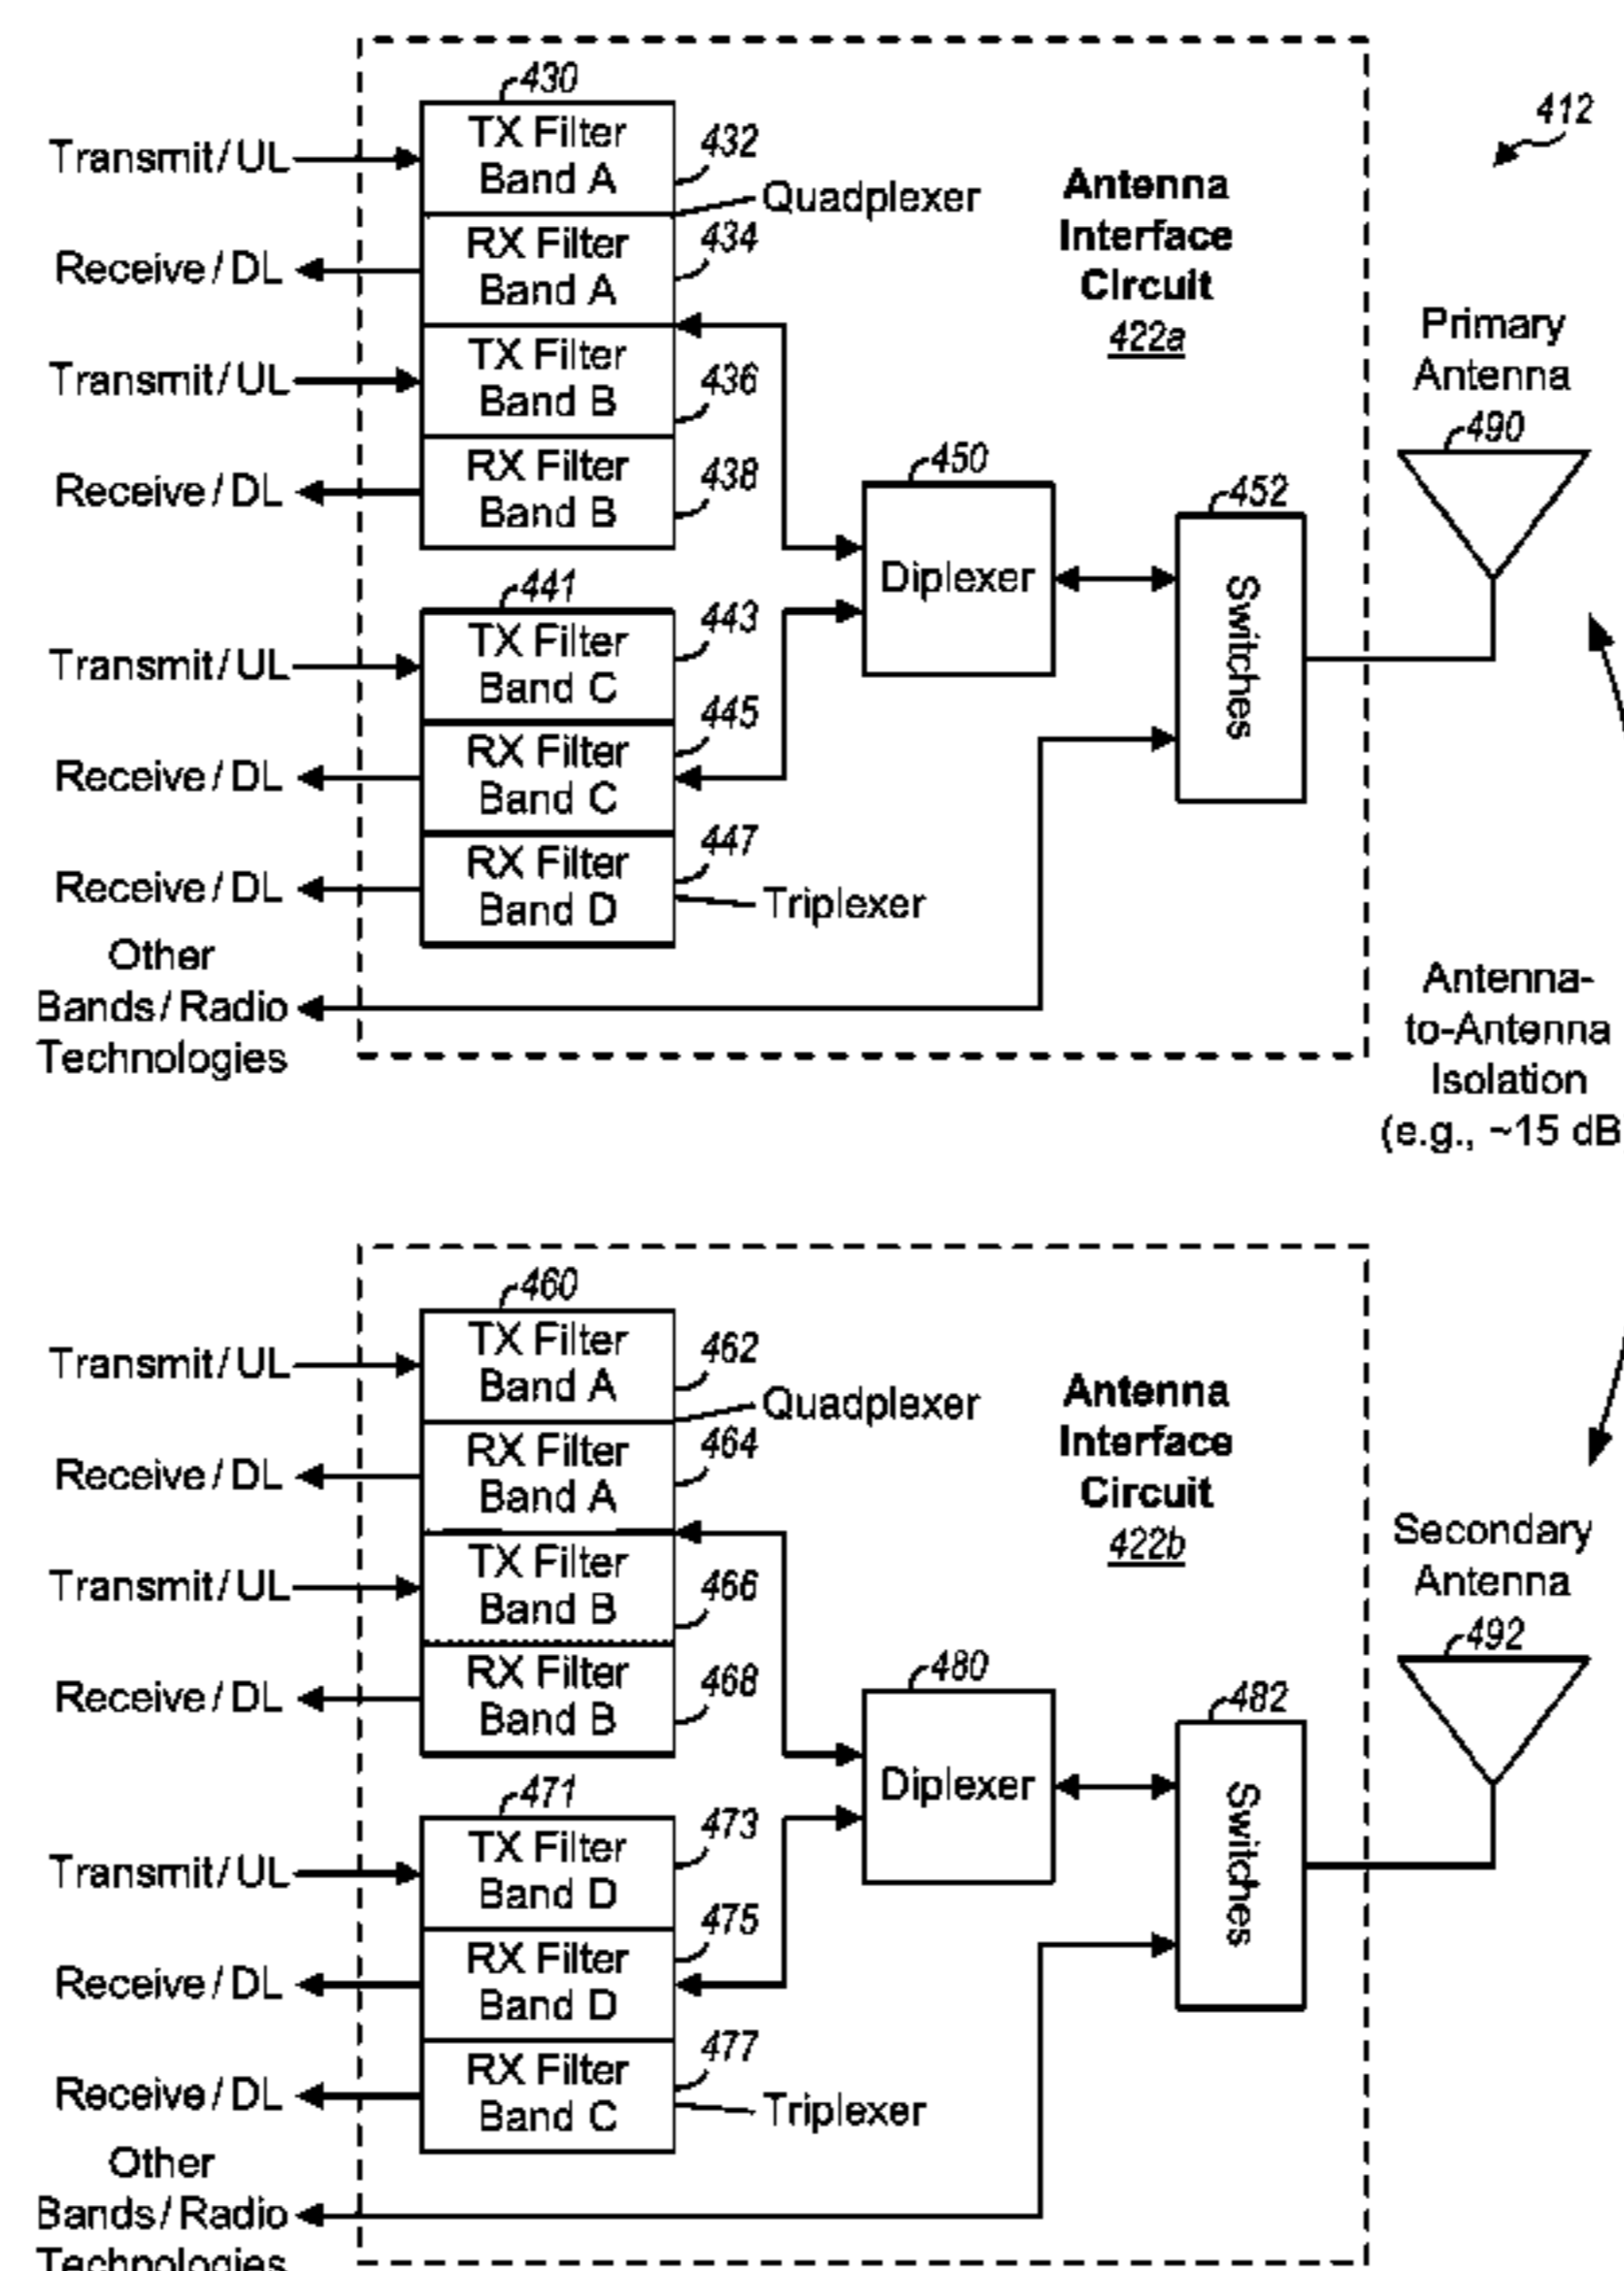 430
412
Transmit/UL
TX Filter
Band A
432
Quadplexer
Receive/DL
RX Filter
Band A
434
Transmit/UL
TX Filter
Band B
436
Receive/DL
RX Filter
Band B
438
Antenna
Interface
Circuit
422a
Primary
Antenna
490
450
Diplexer
452
Switches
441
Transmit/UL
TX Filter
Band C
443
Receive/DL
RX Filter
Band C
445
Receive/DL
RX Filter
Band D
447
Triplexer
Other
Bands/Radio
Technologies
Antenna-
to-Antenna
Isolation
(e.g., ~15 dB
460
Transmit/UL
TX Filter
Band A
462
Quadplexer
Receive/DL
RX Filter
Band A
464
Transmit/UL
TX Filter
Band B
466
Receive/DL
RX Filter
Band B
468
Antenna
Interface
Circuit
422b
Secondary
Antenna
492
480
Diplexer
482
Switches
471
Transmit/UL
TX Filter
Band D
473
Receive/DL
RX Filter
Band D
475
Receive/DL
RX Filter
Band C
477
Triplexer
Other
Bands/Radio
Technologies